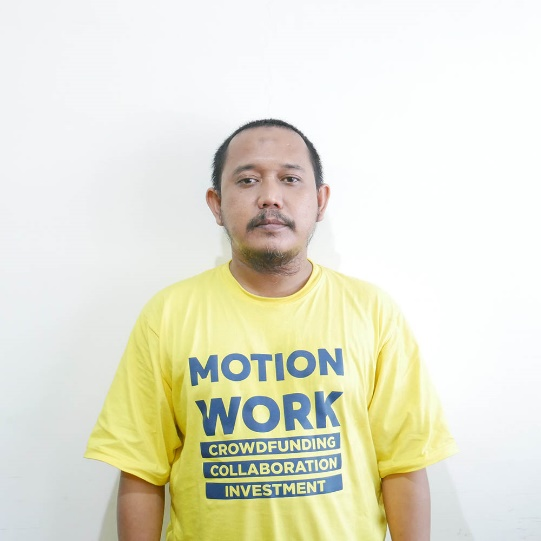 MOTION
WORK
CROWDFUNDING
COLLABORATION
INVESTMENT